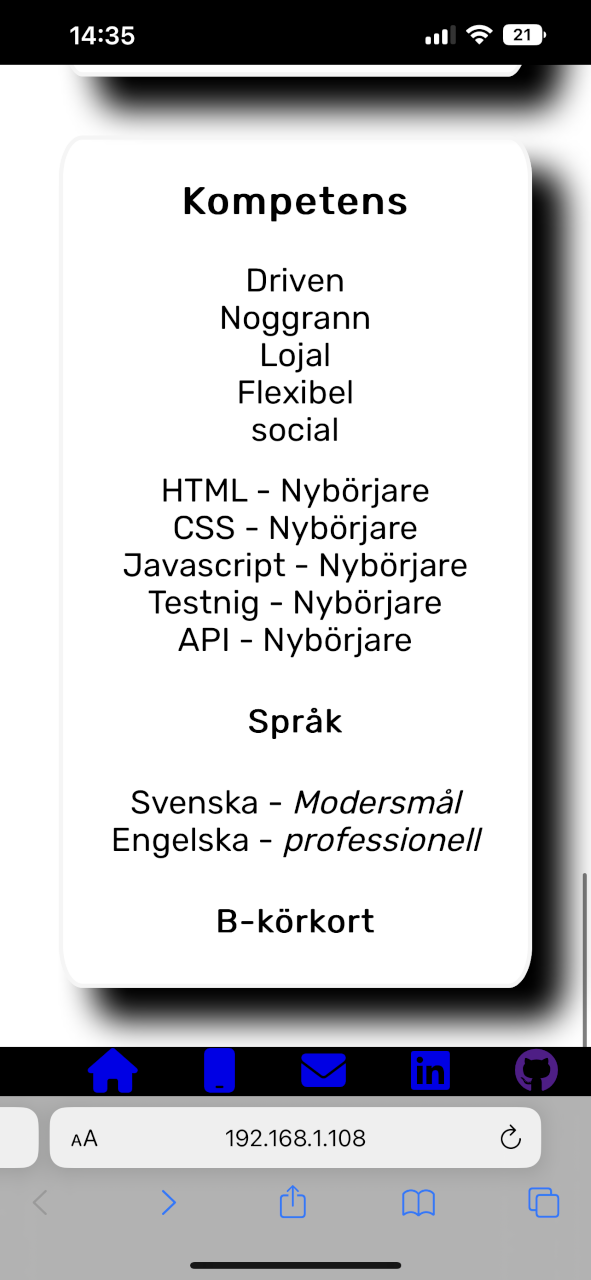 14:35
21
Kompetens
Driven
Noggrann
Lojal
Flexibel
social
HTML - Nybörjare
CSS - Nybörjare
Javascript - Nybörjare
Testnig - Nybörjare
API - Nybörjare
Språk
Svenska - Modersmål
Engelska - professionell
B-körkort
in
AA 192.168.1.108